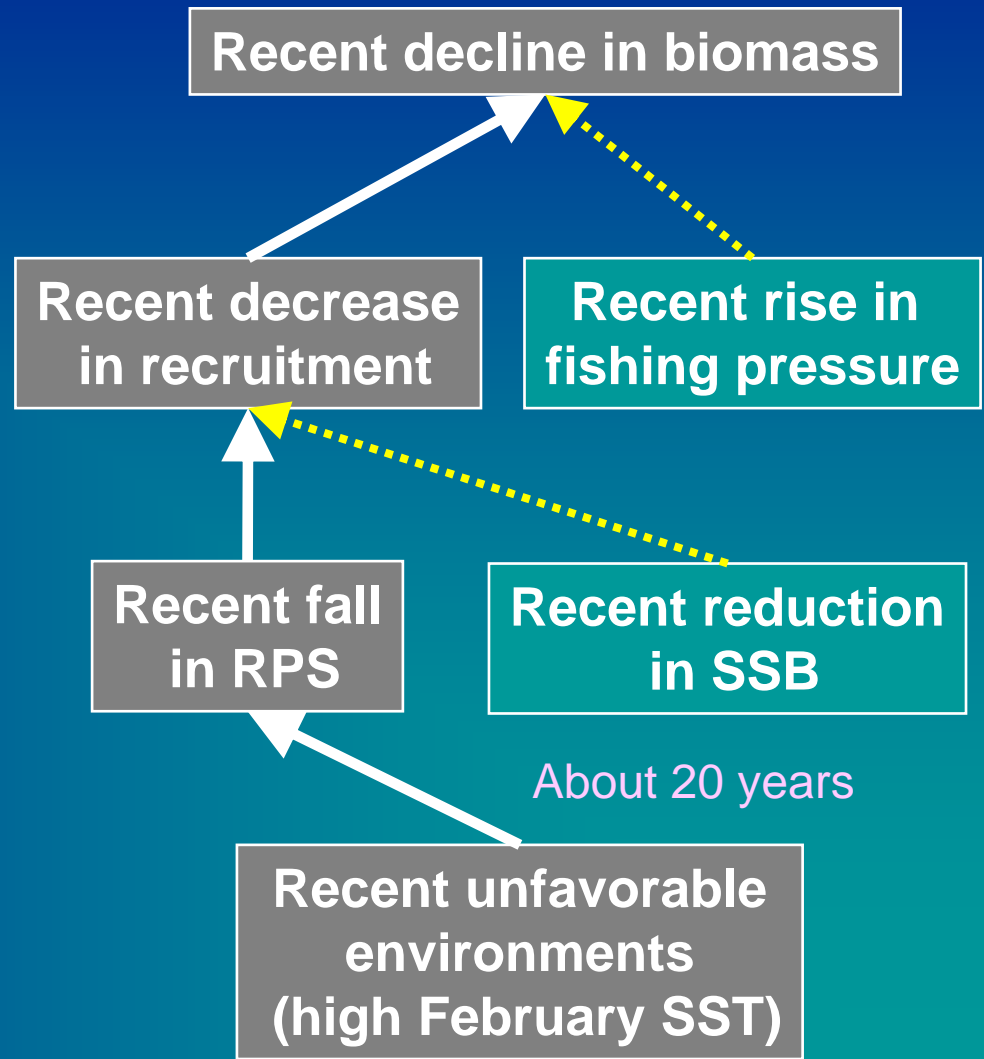 Recent decline in biomass
Recent decrease
in recruitment
Recent rise in
fishing pressure
Recent fall
in RPS
Recent reduction
in SSB
About 20 years
Recent unfavorable
environments
(high February SST)